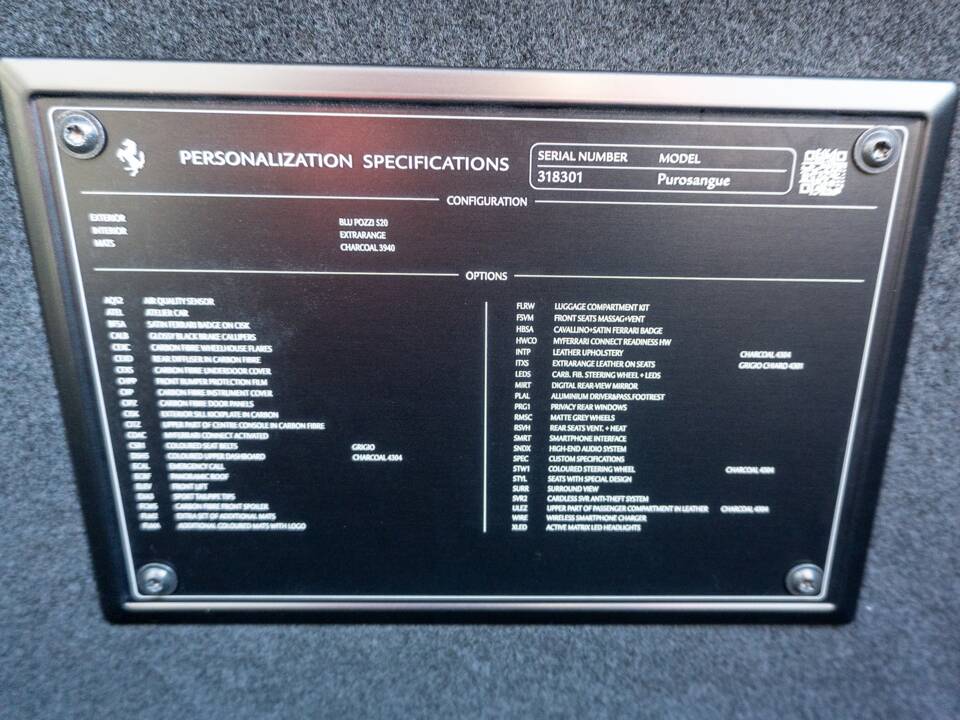 PERSONALIZATION SPECIFICATIONS
SERIAL NUMBER MODEL
318301 Purosangue
CONFIGURATION
EXTERIOR BLU POZZI 520
INTERIOR EXTRARANGE
MATS CHARCOAL 3940
OPTIONS
AIR QUALITY SENSOR
ATEL ATELIER CAR
BFSA SATIN FERRARI BADGE ON
CALB GLOSSY BLACK BRAKE CALLIPERS
CARBON FIBRE WHEELHOUSE FLARES
REAR DIFFUSER IN CARBON FIBRE
CARBON FIBRE UNDERDOOR COVER
CHPP FRONT BUMPER PROTECTION FILM
CARBON FIBRE INSTRUMENT COVER
CARBON FIBRE DOOR PANELS
EXTERIOR SILL KICKPLATE IN CARBON
UPPER PART OF CENTRE CONSOLE IN CARBON FIBRE
MYFERRARI CONNECT ACTIVATED
COLOURED SEAT BELTS GRIGIO
COLOURED UPPER DASHBOARD CHARCOAL 4304
ECAL EMERGENCY CALL
PANORAMIC ROOF
FRONT LIFT
SPORT TAILPIPE TIPS
CARBON FIBRE FRONT SPOILER
EXTRA SET OF ADDITIONAL MATS
ADDITIONAL COLOURED MATS WITH LOGO
FLRW LUGGAGE COMPARTMENT KIT
FSVM FRONT SEATS MASSAG+VENT
HBSA CAVALLINO+SATIN FERRARI BADGE
HWCO MYFERRARI CONNECT READINESS HW
INTP LEATHER UPHOLSTERY CHARCOAL 4304
ITXS EXTRARANGE LEATHER ON SEATS GRIGIO CHIARO 4301
LEDS CARB. FIB. STEERING WHEEL + LEDS
MIRT DIGITAL REAR-VIEW MIRROR
PLAL ALUMINIUM DRIVER&PASS.FOOTREST
PRG1 PRIVACY REAR WINDOWS
RMSC MATTE GREY WHEELS
RSVH REAR SEATS VENT. + HEAT
SMRT SMARTPHONE INTERFACE
SNDX HIGH-END AUDIO SYSTEM
SPEC CUSTOM SPECIFICATIONS
STW1 COLOURED STEERING WHEEL CHARCOAL 4304
STYL SEATS WITH SPECIAL DESIGN
SURR SURROUND VIEW
SVR2 CARDLESS SVR ANTI-THEFT SYSTEM
ULEZ UPPER PART OF PASSENGER COMPARTMENT IN LEATHER CHARCOAL 4304
WIRE WIRELESS SMARTPHONE CHARGER
XLED ACTIVE MATRIX LED HEADLIGHTS